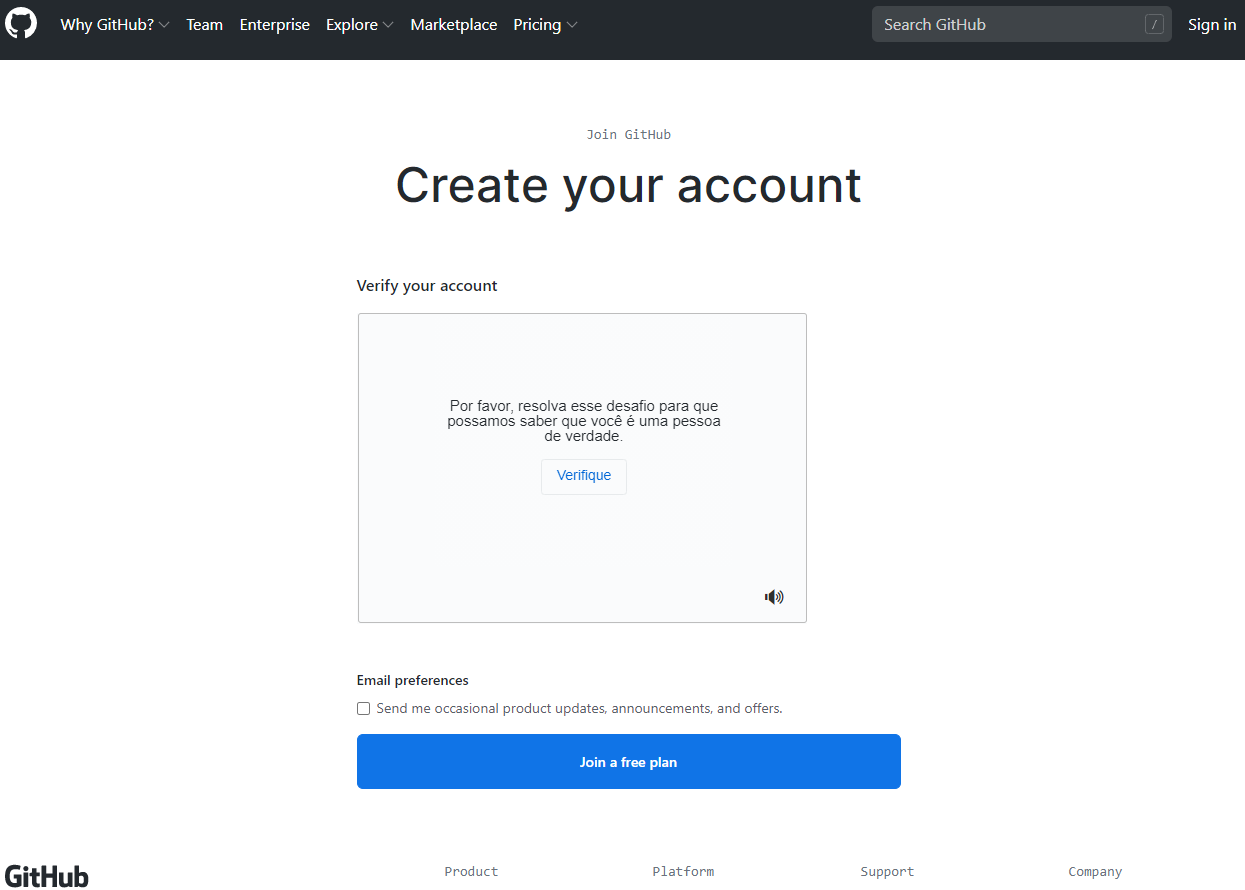 Why GitHub? Team Enterprise Explore Marketplace Pricing Search GitHub / Sign in
Join GitHub
Create your account
Verify your account
Por favor, resolva esse desafio para que
possamos saber que você é uma pessoa
de verdade.
Verifique
Email preferences
Send me occasional product updates, announcements, and offers.
Join a free plan
GitHub Product Platform Support Company